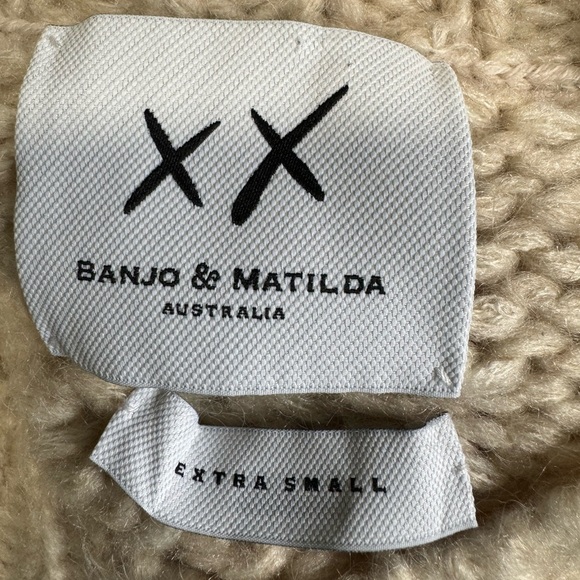 XX
BANJO & MATILDA
AUSTRALIA
EXTRA SMALL